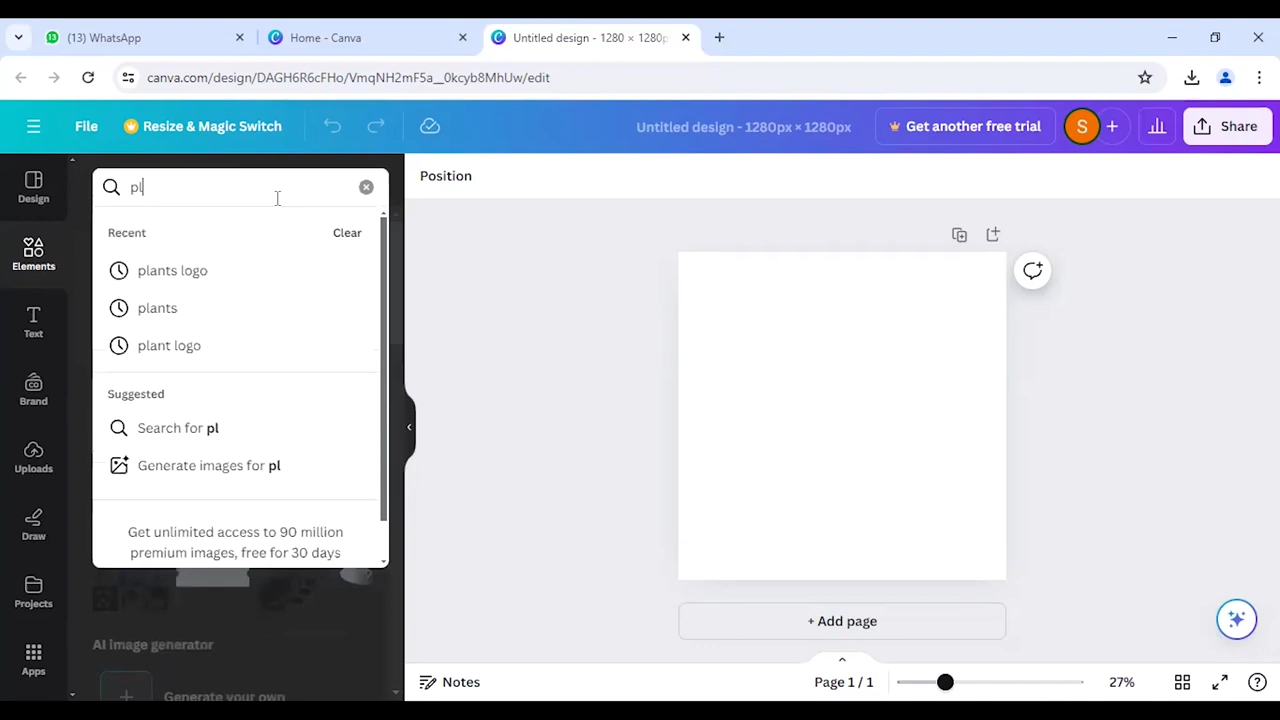 (13) WhatsApp
Home - Canva
Untitled design - 1280 × 1280p
canva.com/design/DAGH6R6cFHo/VmqNH2mF5a__0kcyb8MhUw/edit
File
Resize & Magic Switch
Untitled design - 1280px × 1280px
Get another free trial
S
Share
Design
Elements
Text
Brand
Uploads
Draw
Projects
Apps
pl
Recent
Clear
plants logo
plants
plant logo
Suggested
Search for pl
Generate images for pl
Get unlimited access to 90 million
premium images, free for 30 days
AI image generator
Generate your own
Position
+ Add page
Notes
Page 1 / 1
27%